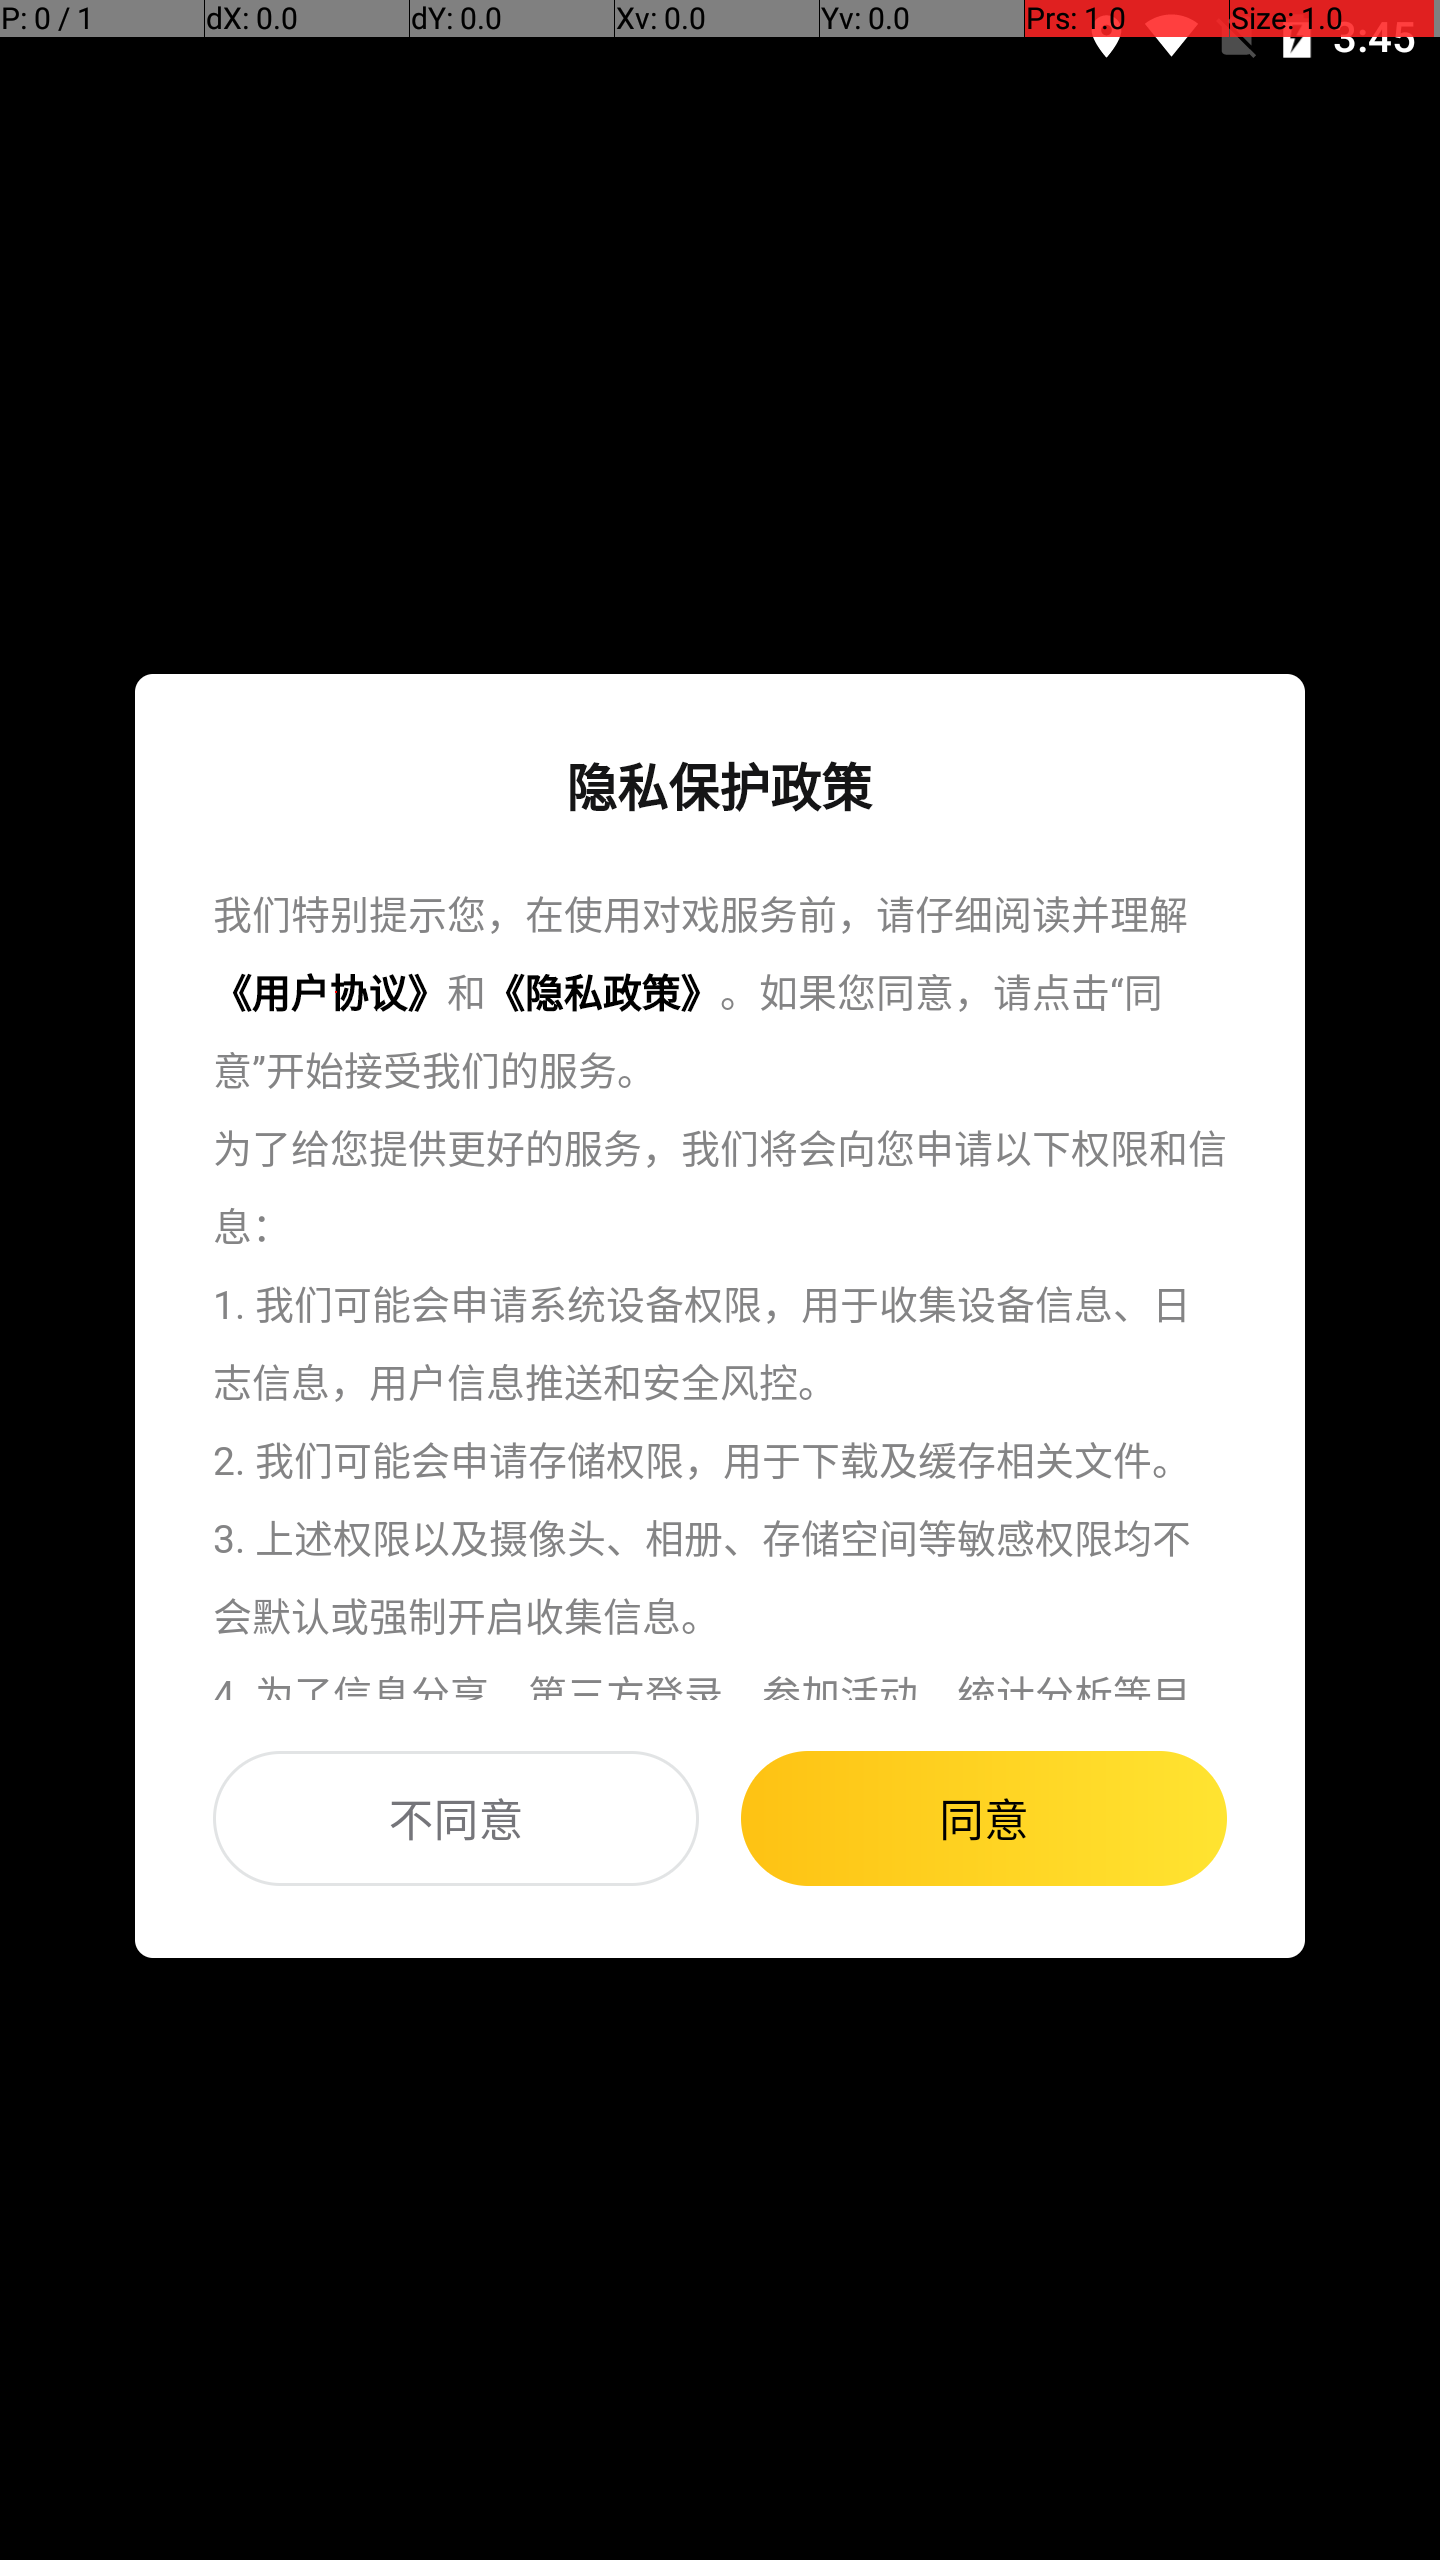 P: 0 / 1 dX: 0.0 dY: 0.0 Xv: 0.0 Yv: 0.0 Prs: 1.0 Size: 1.0
3:45
隐私保护政策
我们特别提示您，在使用对戏服务前，请仔细阅读并理解
《用户协议》和《隐私政策》。如果您同意，请点击“同
意”开始接受我们的服务。
为了给您提供更好的服务，我们将会向您申请以下权限和信
息：
1. 我们可能会申请系统设备权限，用于收集设备信息、日
志信息，用户信息推送和安全风控。
2. 我们可能会申请存储权限，用于下载及缓存相关文件。
3. 上述权限以及摄像头、相册、存储空间等敏感权限均不
会默认或强制开启收集信息。
4. 为了信息分享、第三方登录、参加活动、统计分析等目
不同意 同意